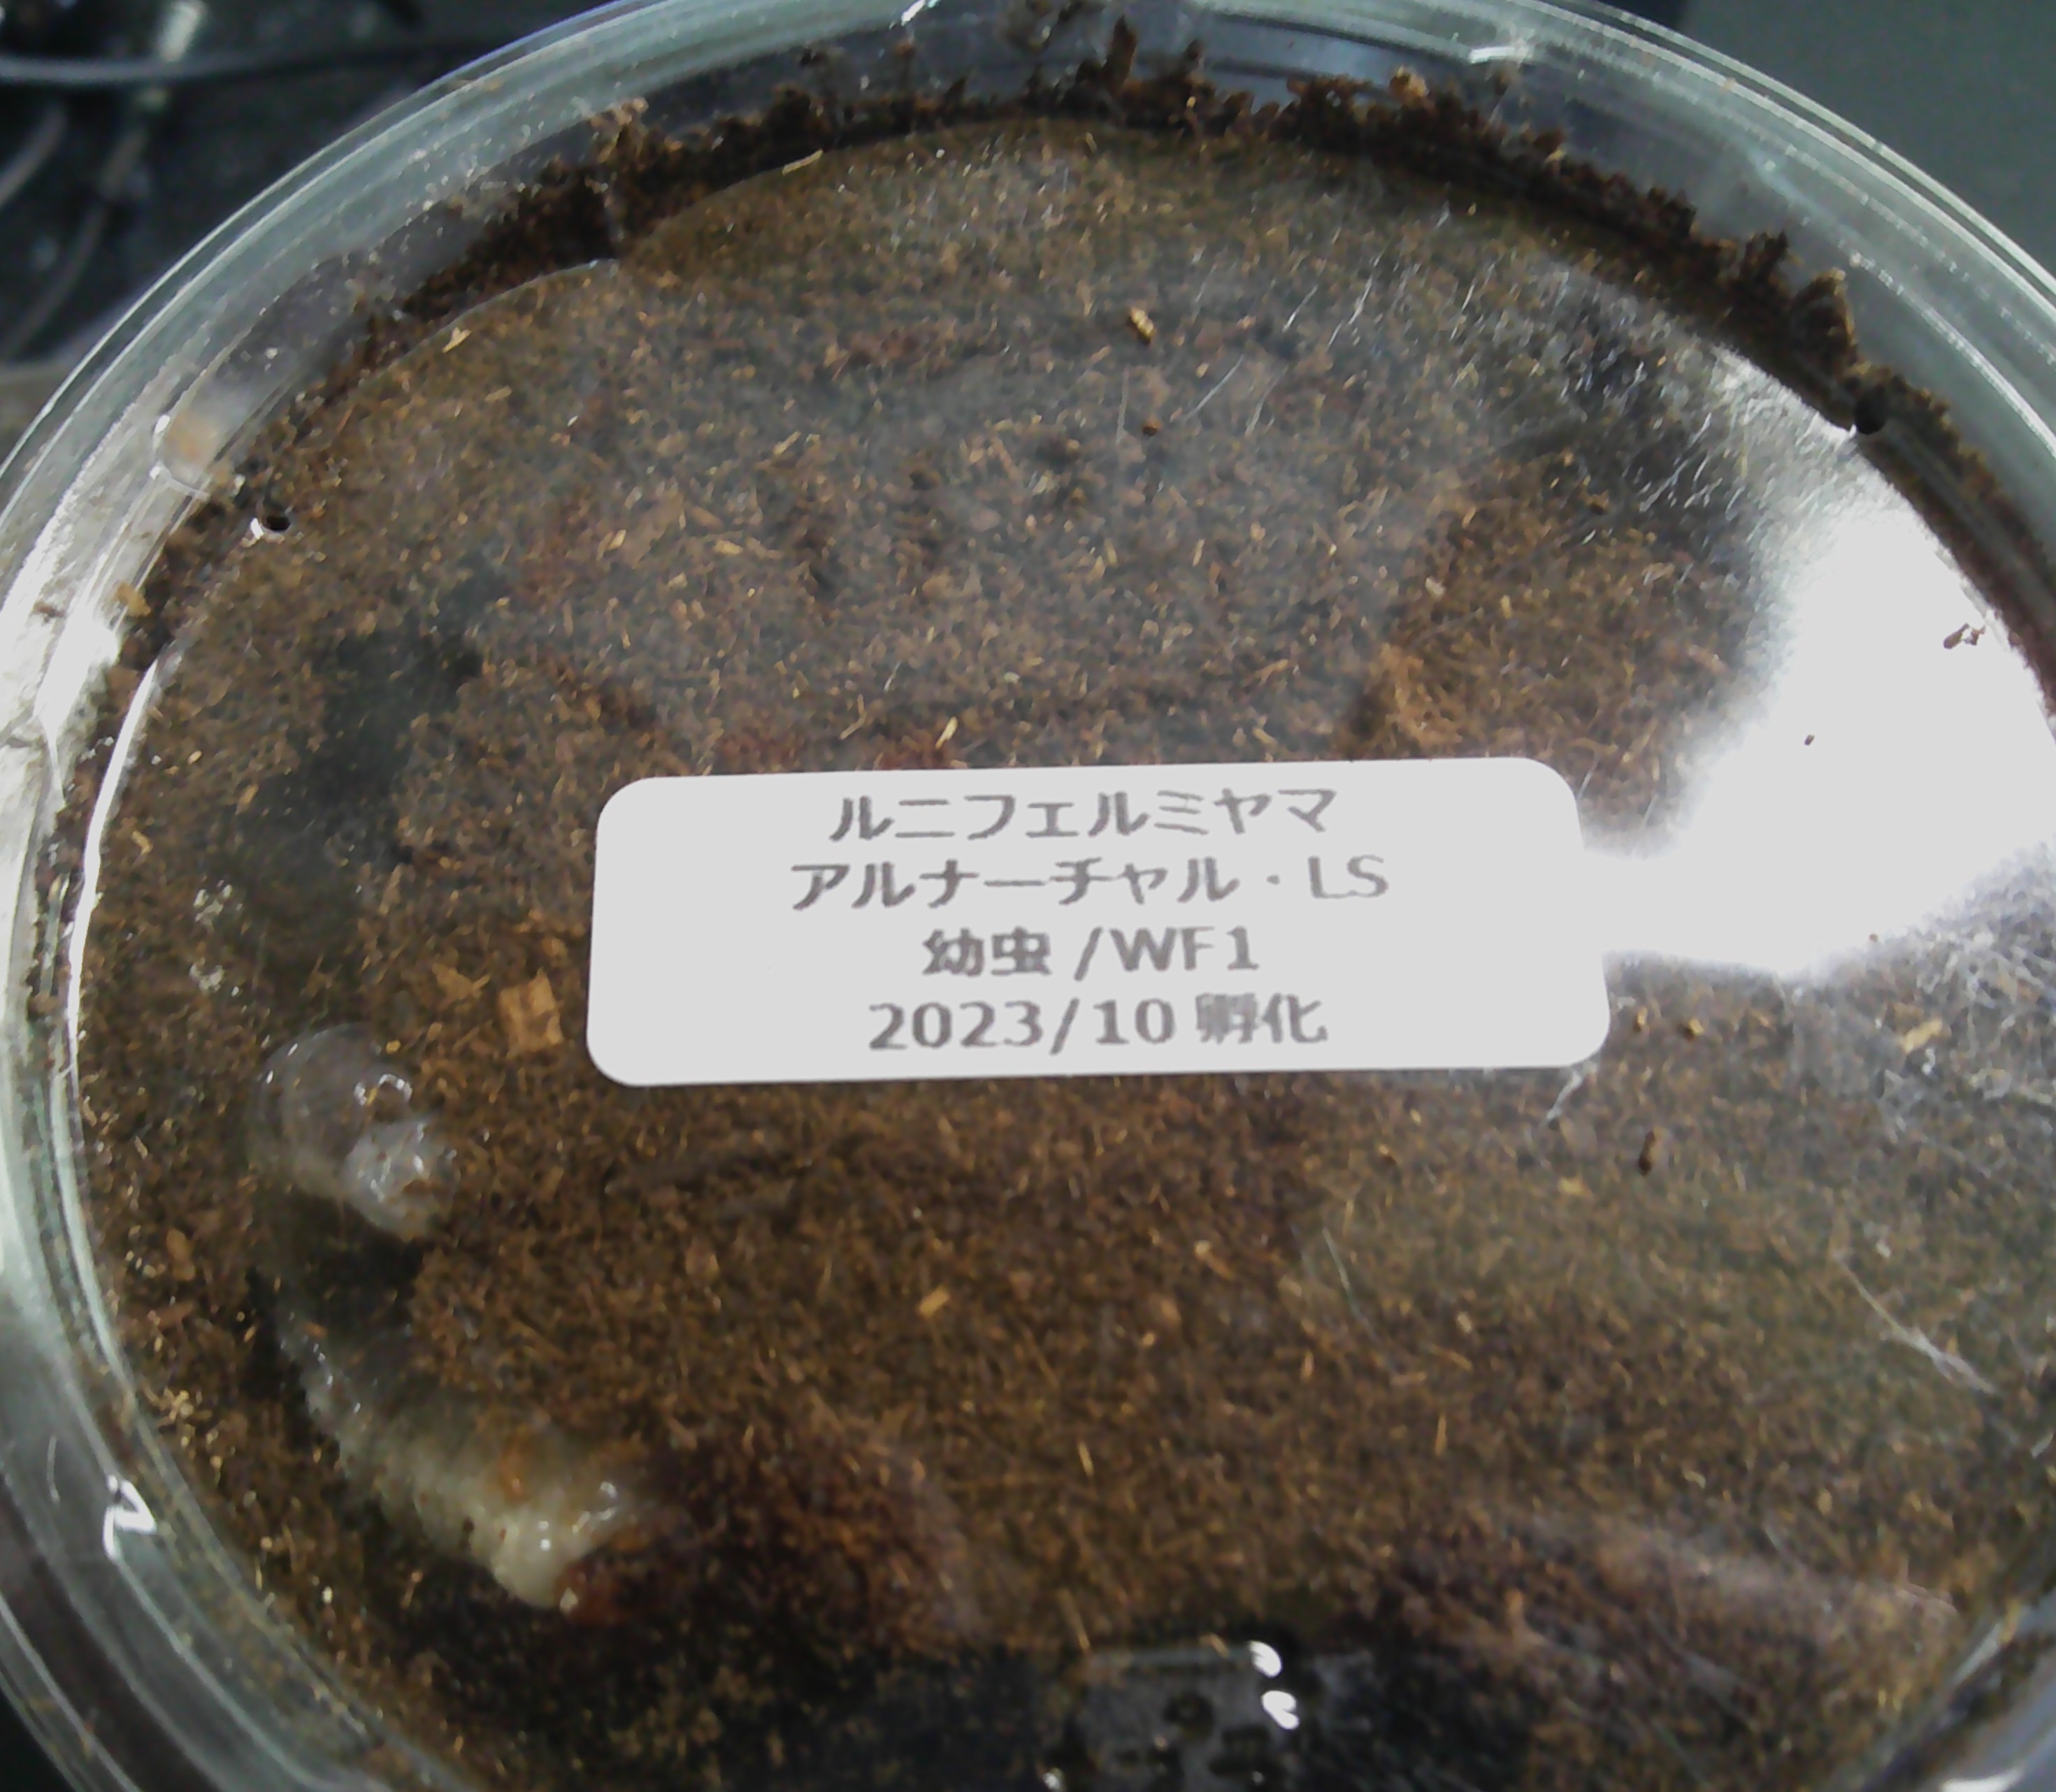 ルニフェルミヤマ
アルナーチャル・LS
幼虫 /WF1
2023/10 孵化